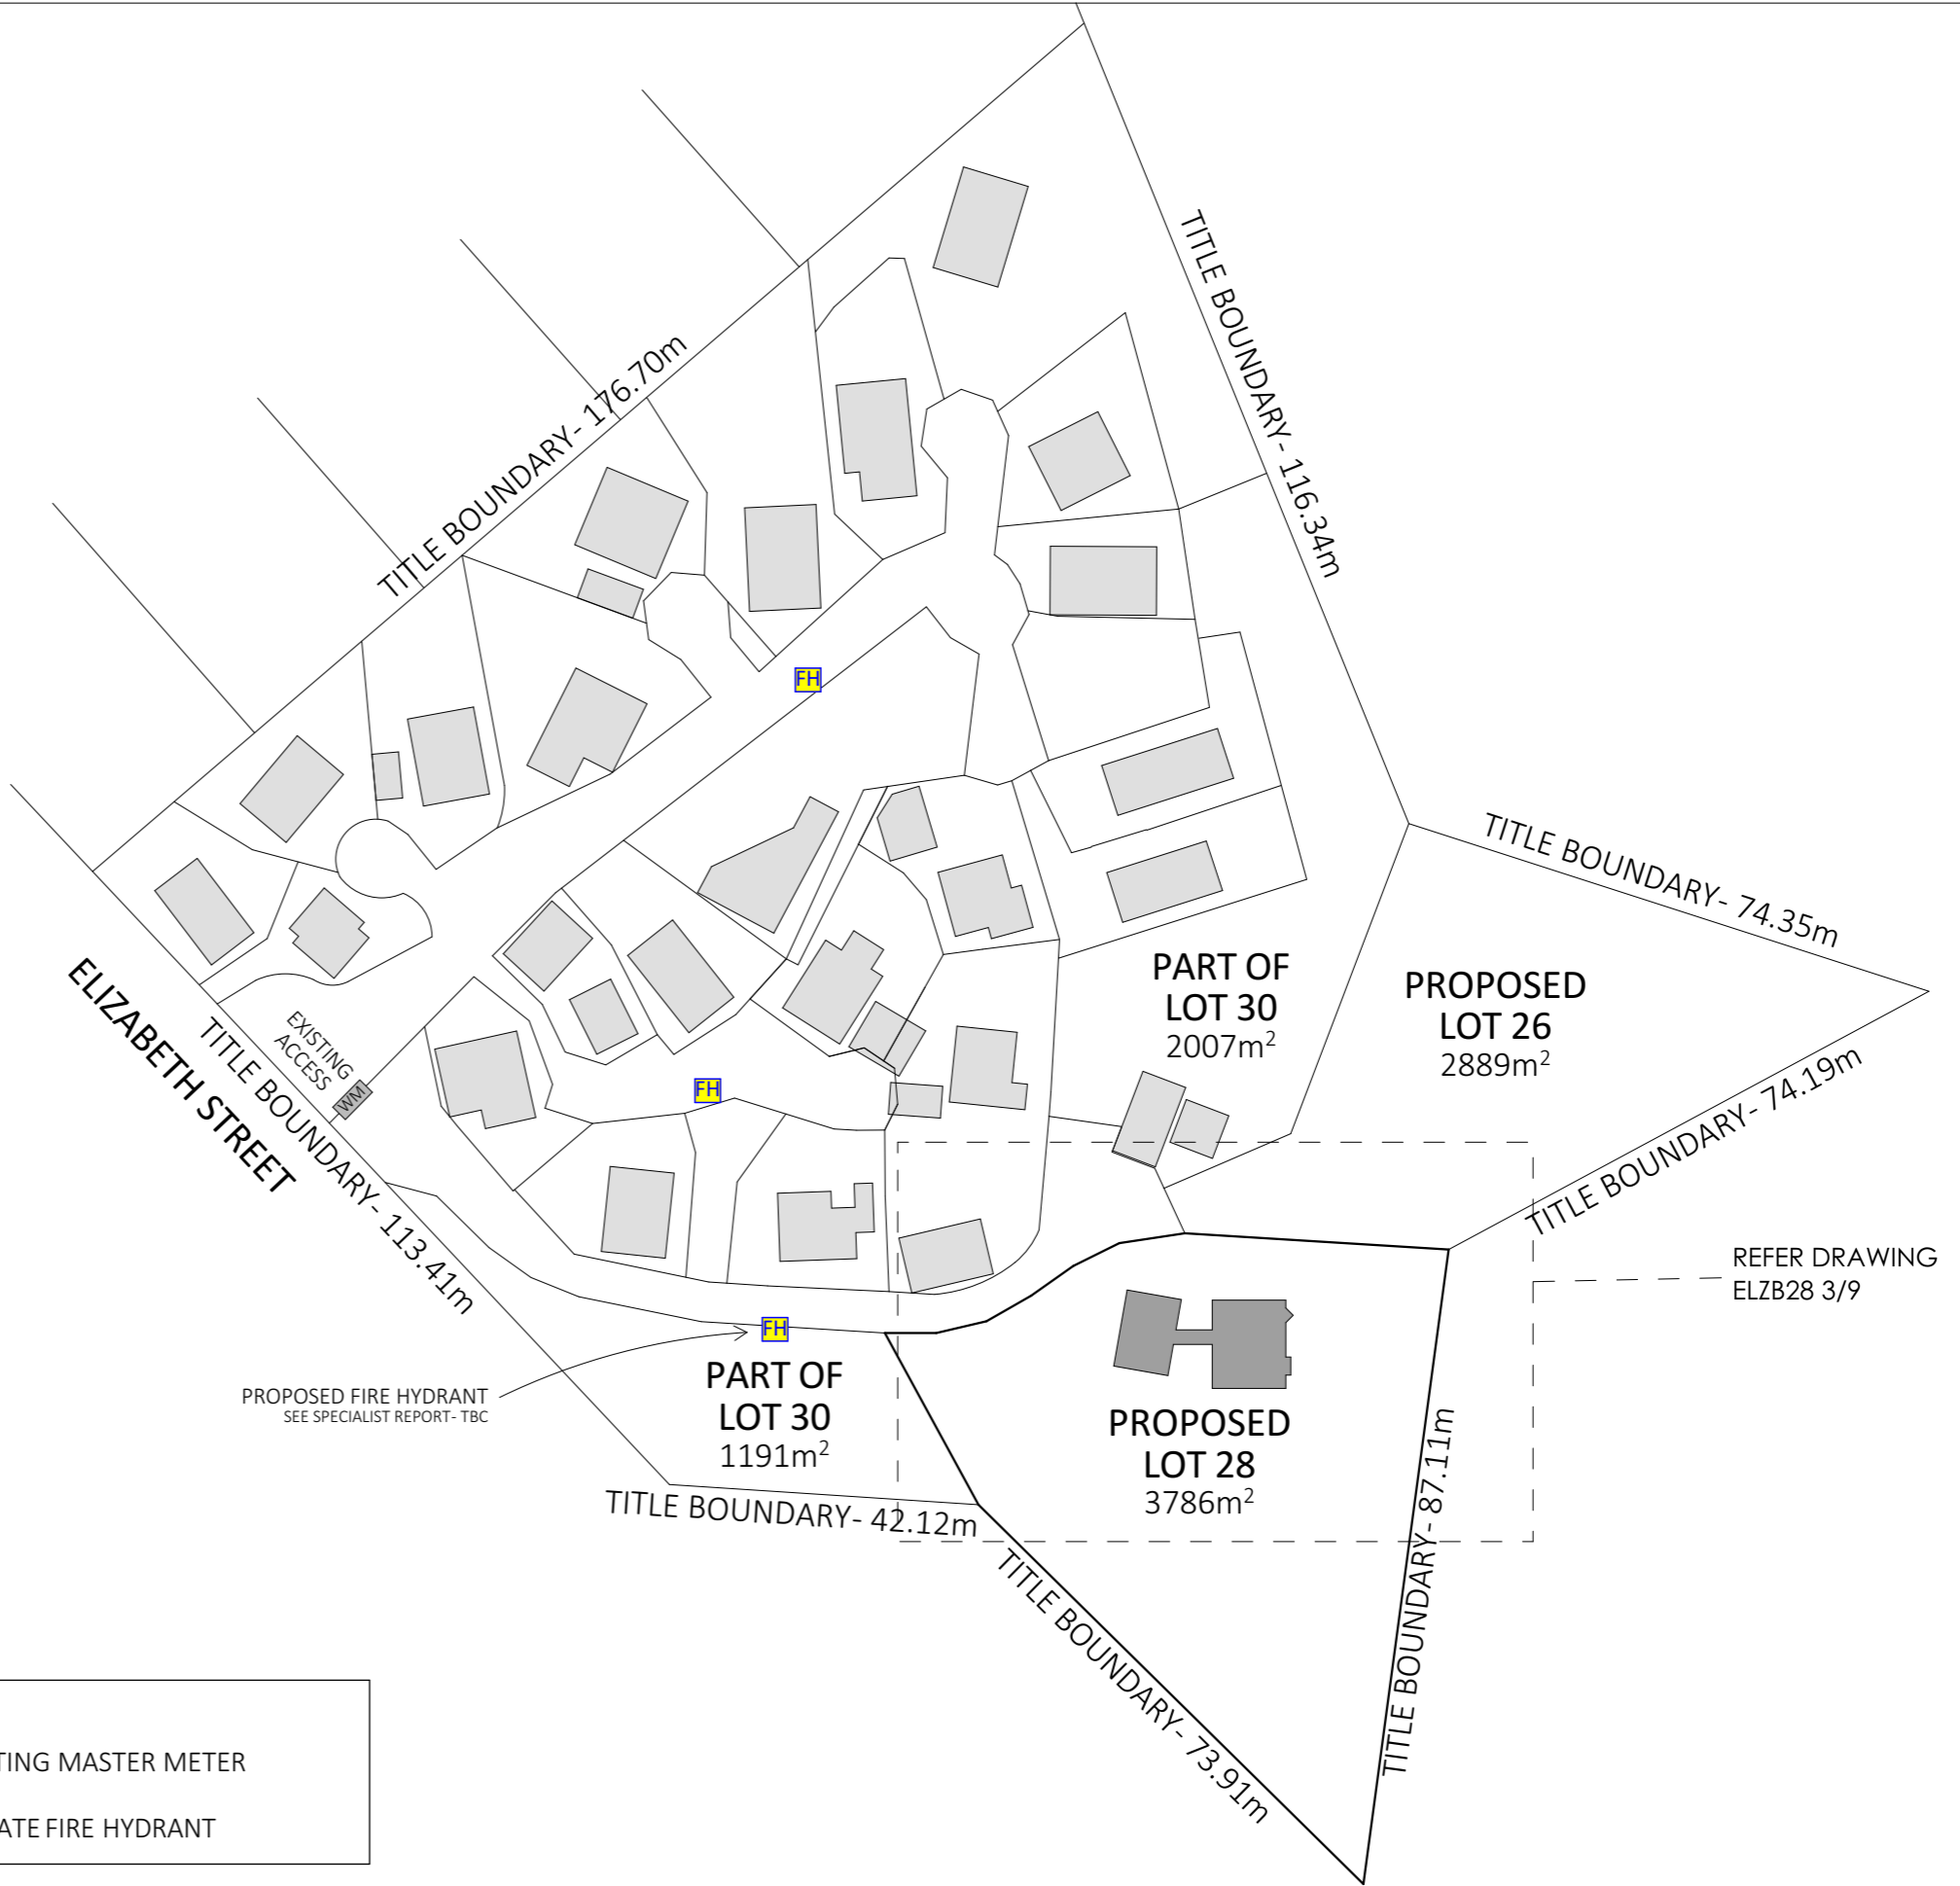 TITLE BOUNDARY- 176.70m
TITLE BOUNDARY- 116.34m
FH
TITLE BOUNDARY- 74.35m
PART OF
LOT 30
2007m²
PROPOSED
LOT 26
2889m²
ELIZABETH STREET
EXISTING
ACCESS
WM
FH
TITLE BOUNDARY- 74.19m
TITLE BOUNDARY- 113.41m
REFER DRAWING
ELZB28 3/9
FH
PROPOSED FIRE HYDRANT
SEE SPECIALIST REPORT- TBC
PART OF
LOT 30
1191m²
PROPOSED
LOT 28
3786m²
TITLE BOUNDARY- 42.12m
TITLE BOUNDARY- 87.11m
TITLE BOUNDARY- 73.91m
TING MASTER METER
ATE FIRE HYDRANT